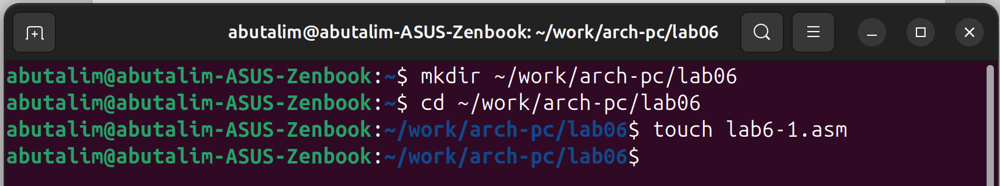 abutalim@abutalim-ASUS-Zenbook: ~/work/arch-pc/lab06
abutalim@abutalim-ASUS-Zenbook:~$ mkdir ~/work/arch-pc/lab06
abutalim@abutalim-ASUS-Zenbook:~$ cd ~/work/arch-pc/lab06
abutalim@abutalim-ASUS-Zenbook:~/work/arch-pc/lab06$ touch lab6-1.asm
abutalim@abutalim-ASUS-Zenbook:~/work/arch-pc/lab06$